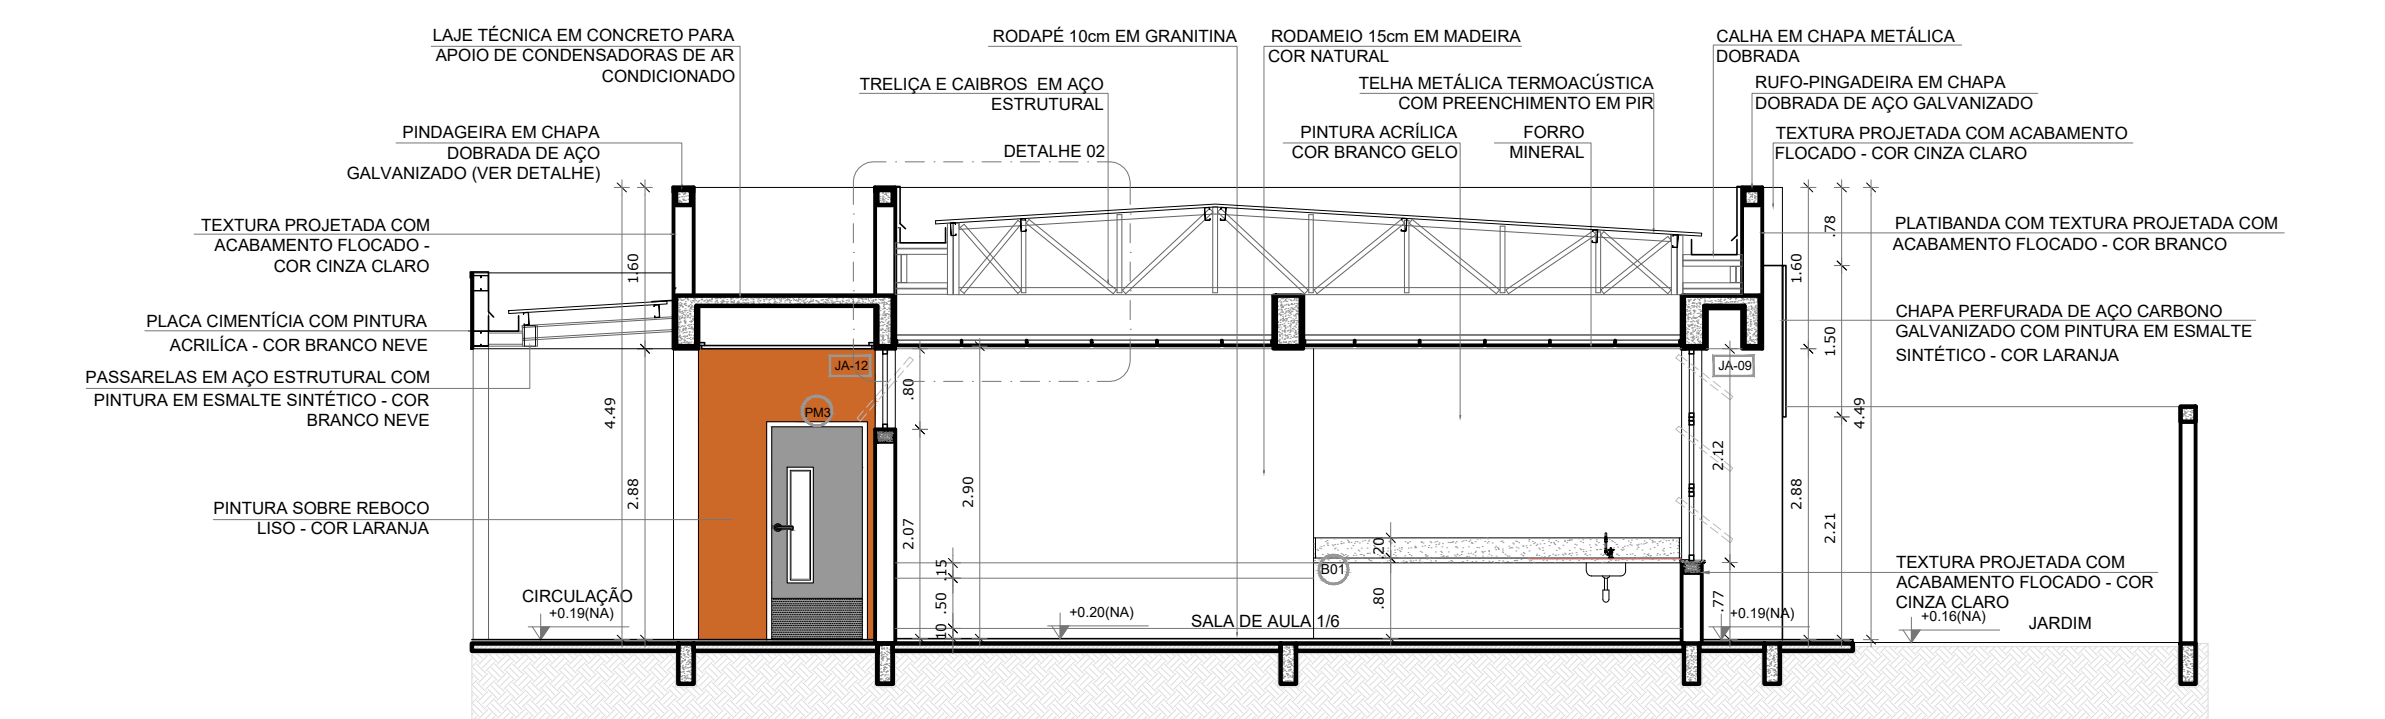 LAJE TÉCNICA EM CONCRETO PARA
APOIO DE CONDENSADORAS DE AR
CONDICIONADO
RODAPÉ 10cm EM GRANITINA
RODAMEIO 15cm EM MADEIRA
COR NATURAL
CALHA EM CHAPA METÁLICA
DOBRADA
TRELIÇA E CAIBROS EM AÇO
ESTRUTURAL
TELHA METÁLICA TERMOACÚSTICA
COM PREENCHIMENTO EM PIR
RUFO-PINGADEIRA EM CHAPA
DOBRADA DE AÇO GALVANIZADO
PINDAGEIRA EM CHAPA
DOBRADA DE AÇO
GALVANIZADO (VER DETALHE)
DETALHE 02
PINTURA ACRÍLICA
COR BRANCO GELO
FORRO
MINERAL
TEXTURA PROJETADA COM ACABAMENTO
FLOCADO - COR CINZA CLARO
TEXTURA PROJETADA COM
ACABAMENTO FLOCADO -
COR CINZA CLARO
PLATIBANDA COM TEXTURA PROJETADA COM
ACABAMENTO FLOCADO - COR BRANCO
1.60
.78
1.60
PLACA CIMENTÍCIA COM PINTURA
ACRILÍCA - COR BRANCO NEVE
CHAPA PERFURADA DE AÇO CARBONO
GALVANIZADO COM PINTURA EM ESMALTE
SINTÉTICO - COR LARANJA
1.50
PASSARELAS EM AÇO ESTRUTURAL COM
PINTURA EM ESMALTE SINTÉTICO - COR
BRANCO NEVE
JA-12
JA-09
PM3
4.49
.80
4.49
2.12
2.88
2.90
2.88
PINTURA SOBRE REBOCO
LISO - COR LARANJA
2.07
2.21
.20
.15
B01
TEXTURA PROJETADA COM
ACABAMENTO FLOCADO - COR
CINZA CLARO
.50
.80
.77
10
CIRCULAÇÃO
+0.19(NA)
+0.20(NA)
SALA DE AULA 1/6
+0.19(NA)
+0.16(NA)
JARDIM